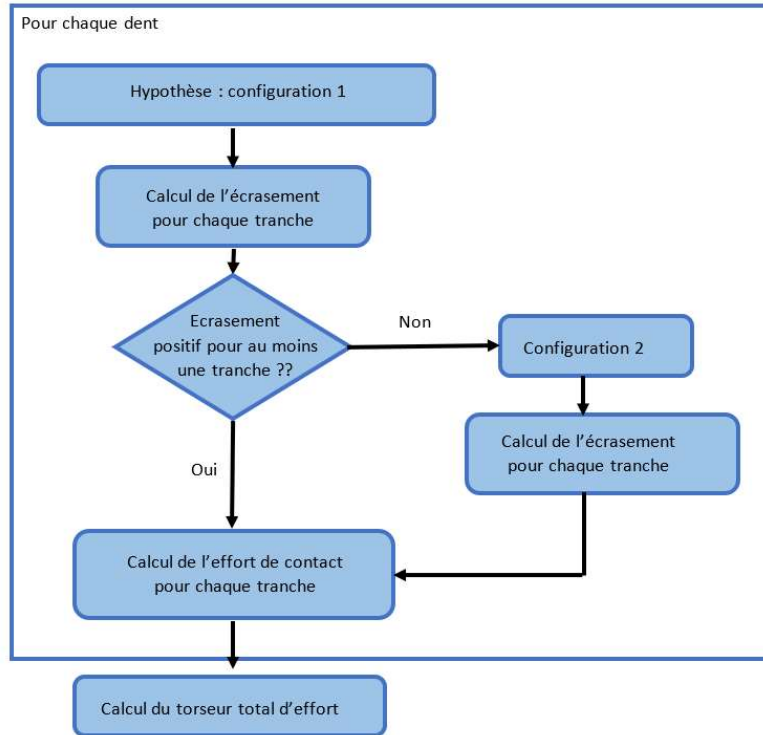 Pour chaque dent
Hypothèse : configuration 1
Calcul de l'écrasement
pour chaque tranche
Ecrasement
positif pour au moins
une tranche ??
Non
Configuration 2
Calcul de l'écrasement
pour chaque tranche
Oui
Calcul de l'effort de contact
pour chaque tranche
Calcul du torseur total d'effort